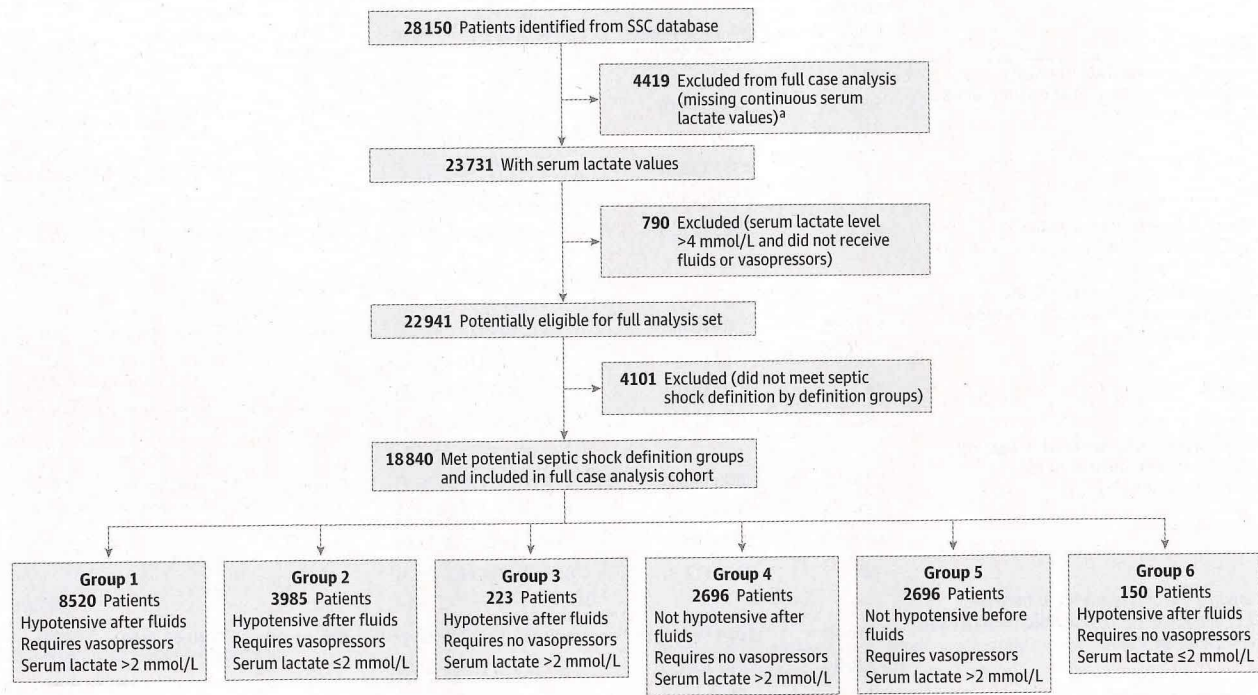 28150 Patients identified from SSC database
4419 Excluded from full case analysis
(missing continuous serum
lactate values)a
23731 With serum lactate values
790 Excluded (serum lactate level
>4 mmol/L and did not receive
fluids or vasopressors)
22941 Potentially eligible for full analysis set
4101 Excluded (did not meet septic
shock definition by definition groups)
18840 Met potential septic shock definition groups
and included in full case analysis cohort
Group 1
8520 Patients
Hypotensive after fluids
Requires vasopressors
Serum lactate >2 mmol/L
Group 2
3985 Patients
Hypotensive after fluids
Requires vasopressors
Serum lactate ≤2 mmol/L
Group 3
223 Patients
Hypotensive after fluids
Requires no vasopressors
Serum lactate >2 mmol/L
Group 4
2696 Patients
Not hypotensive after
fluids
Requires no vasopressors
Serum lactate >2 mmol/L
Group 5
2696 Patients
Not hypotensive before
fluids
Requires vasopressors
Serum lactate >2 mmol/L
Group 6
150 Patients
Hypotensive after fluids
Requires no vasopressors
Serum lactate ≤2 mmol/L